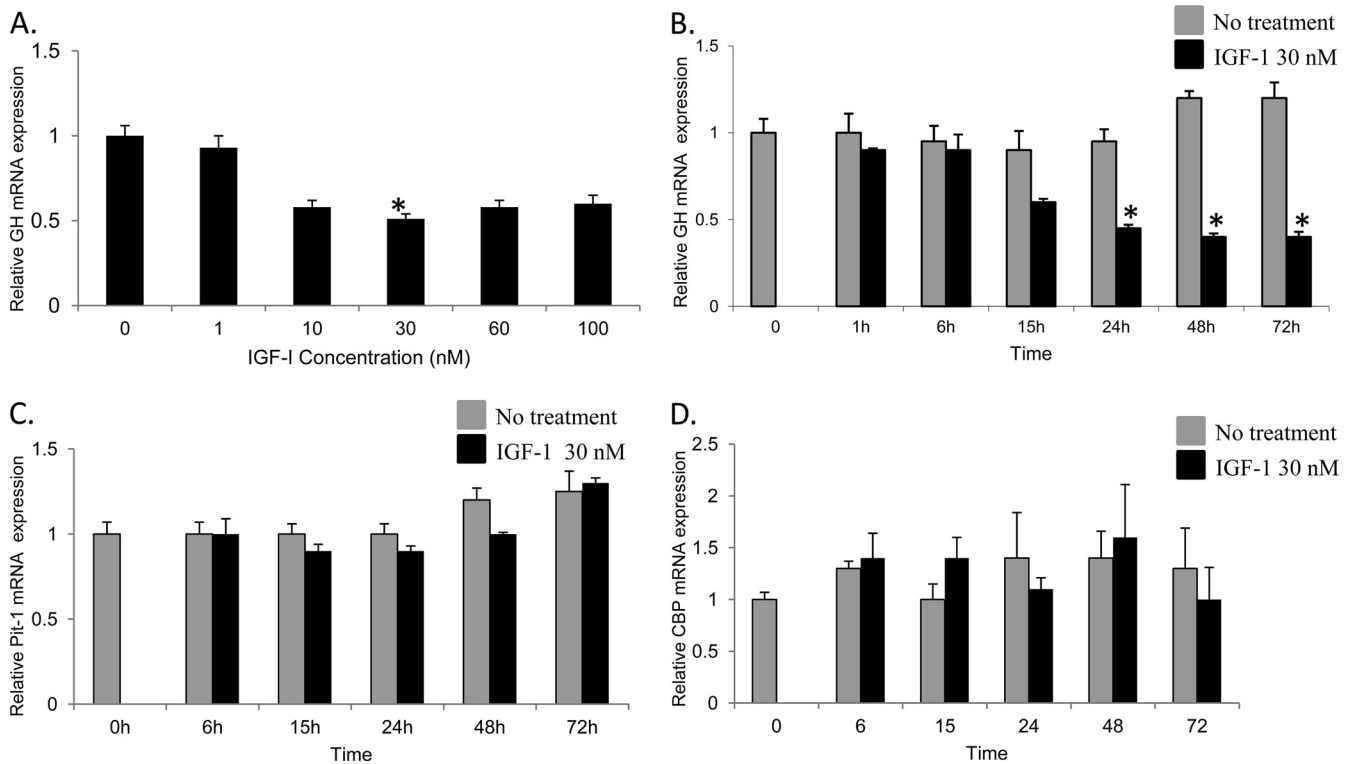 A.
Relative GH mRNA expression
1.5
1
0.5
0
*
0 1 10 30 60 100
IGF-I Concentration (nM)
B.
No treatment
IGF-1 30 nM
Relative GH mRNA expression
1.5
1
0.5
0
* * *
0 1h 6h 15h 24h 48h 72h
Time
C.
No treatment
IGF-1 30 nM
Relative Pit-1 mRNA expression
1.5
1
0.5
0
0h 6h 15h 24h 48h 72h
Time
D.
No treatment
IGF-1 30 nM
Relative CBP mRNA expression
2.5
2
1.5
1
0.5
0
0 6 15 24 48 72
Time